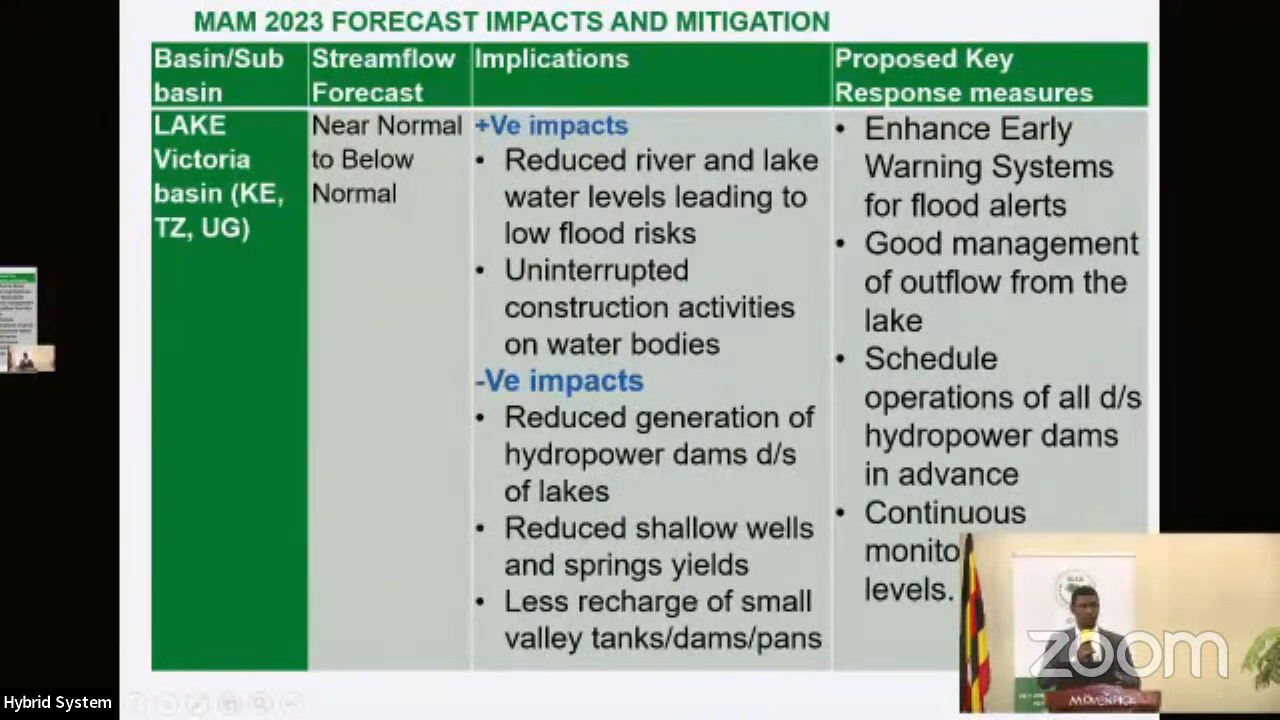 MAM 2023 FORECAST IMPACTS AND MITIGATION
Basin/Sub
basin
Streamflow
Forecast
Implications
Proposed Key
Response measures
LAKE
Victoria
basin (KE,
TZ, UG)
Near Normal
to Below
Normal
+Ve impacts
• Reduced river and lake
water levels leading to
low flood risks
• Uninterrupted
construction activities
on water bodies
-Ve impacts
• Reduced generation of
hydropower dams d/s
of lakes
• Reduced shallow wells
and springs yields
• Less recharge of small
valley tanks/dams/pans
• Enhance Early
Warning Systems
for flood alerts
• Good management
of outflow from the
lake
• Schedule
operations of all d/s
hydropower dams
in advance
• Continuous
monito
levels.
zoom
MÖVENPICK
Hybrid System